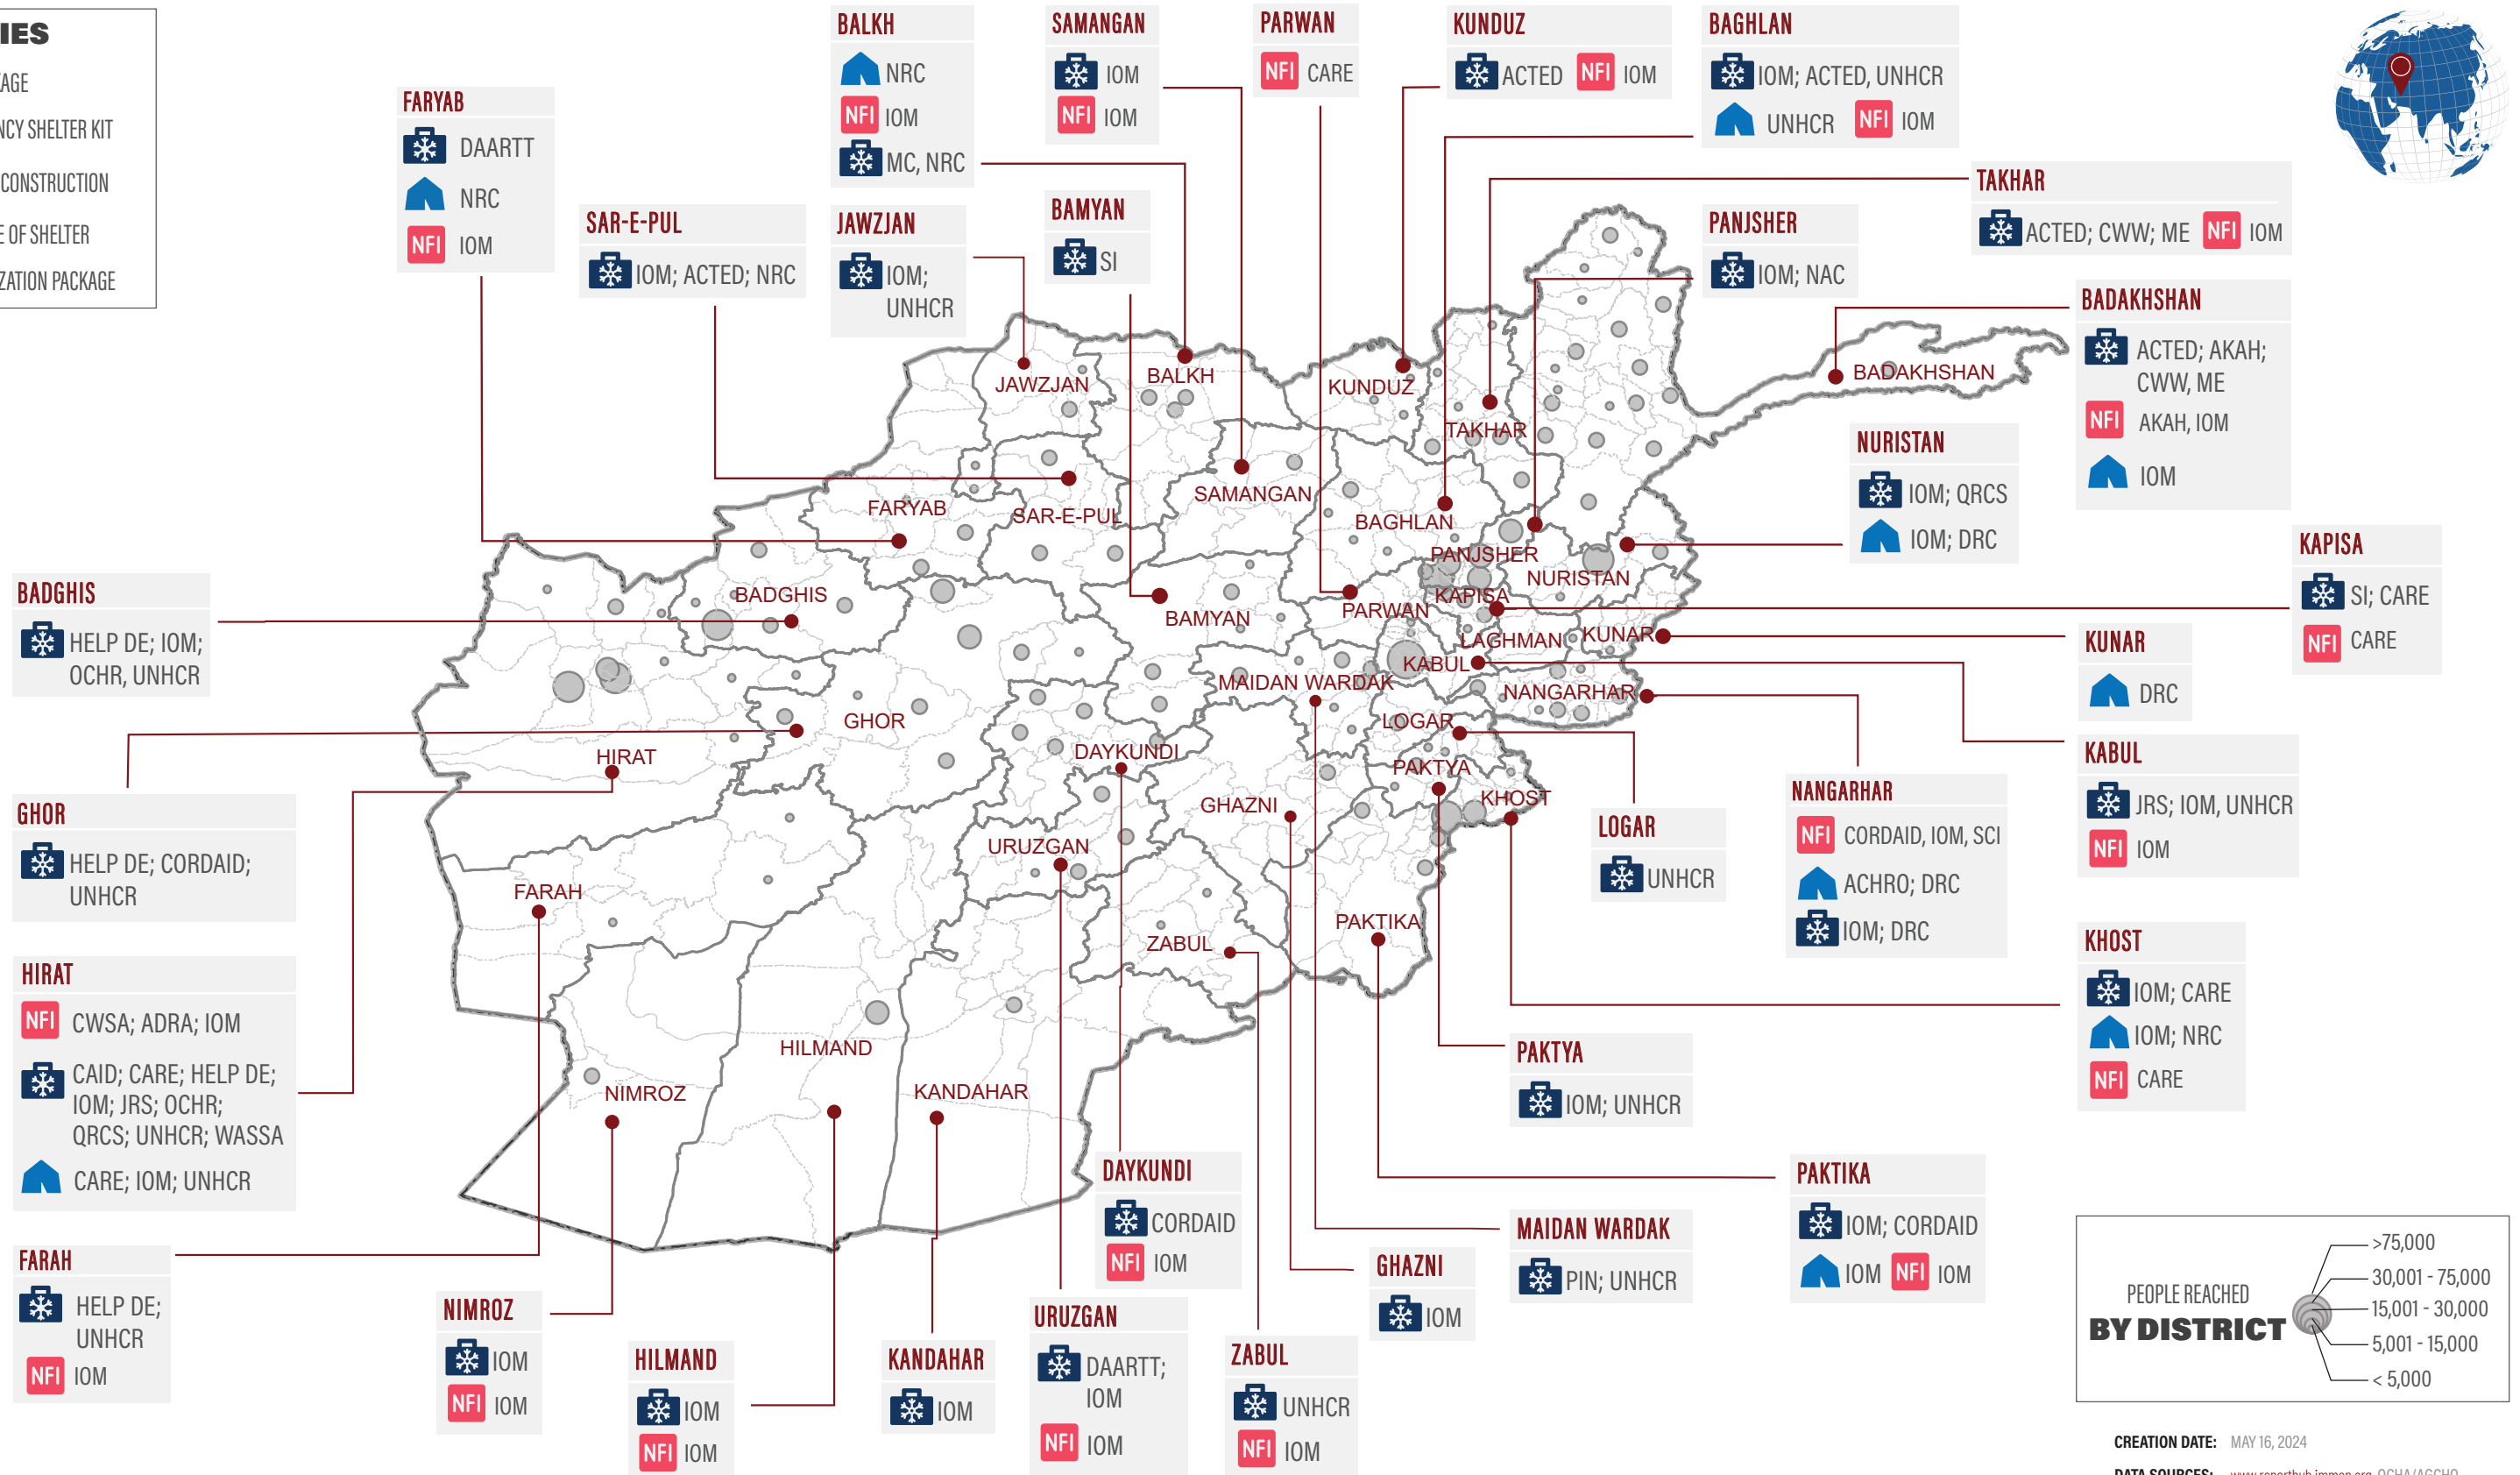 IES
AGE
NCY SHELTER KIT
CONSTRUCTION
E OF SHELTER
ZATION PACKAGE
FARYAB
DAARTT
NRC
NFI IOM
SAR-E-PUL
IOM; ACTED; NRC
BALKH
NRC
NFI IOM
MC, NRC
JAWZJAN
IOM;
UNHCR
SAMANGAN
IOM
NFI IOM
BAMYAN
SI
PARWAN
NFI CARE
KUNDUZ
ACTED NFI IOM
BAGHLAN
IOM; ACTED, UNHCR
UNHCR NFI IOM
TAKHAR
ACTED; CWW; ME NFI IOM
PANJSHER
IOM; NAC
BADAKHSHAN
ACTED; AKAH;
CWW, ME
NFI AKAH, IOM
IOM
NURISTAN
IOM; QRCS
IOM; DRC
KAPISA
SI; CARE
NFI CARE
KUNAR
DRC
KABUL
JRS; IOM, UNHCR
NFI IOM
NANGARHAR
NFI CORDAID, IOM, SCI
ACHRO; DRC
IOM; DRC
LOGAR
UNHCR
KHOST
IOM; CARE
IOM; NRC
NFI CARE
PAKTYA
IOM; UNHCR
PAKTIKA
IOM; CORDAID
IOM NFI IOM
MAIDAN WARDAK
PIN; UNHCR
GHAZNI
IOM
DAYKUNDI
CORDAID
NFI IOM
ZABUL
UNHCR
NFI IOM
URUZGAN
DAARTT;
IOM
NFI IOM
KANDAHAR
IOM
HILMAND
IOM
NFI IOM
NIMROZ
IOM
NFI IOM
BADGHIS
HELP DE; IOM;
OCHR, UNHCR
GHOR
HELP DE; CORDAID;
UNHCR
HIRAT
NFI CWSA; ADRA; IOM
CAID; CARE; HELP DE;
IOM; JRS; OCHR;
QRCS; UNHCR; WASSA
CARE; IOM; UNHCR
FARAH
HELP DE;
UNHCR
NFI IOM
JAWZJAN
BALKH
KUNDUZ
BADAKHSHAN
TAKHAR
SAMANGAN
FARYAB
SAR-E-PUL
BAGHLAN
PANJSHER
NURISTAN
BADGHIS
KAPISA
PARWAN
BAMYAN
LAGHMAN
KUNAR
KABUL
MAIDAN WARDAK
NANGARHAR
GHOR
LOGAR
DAYKUNDI
HIRAT
PAKTYA
KHOST
GHAZNI
URUZGAN
FARAH
PAKTIKA
ZABUL
HILMAND
KANDAHAR
NIMROZ
PEOPLE REACHED
BY DISTRICT
>75,000
30,001 - 75,000
15,001 - 30,000
5,001 - 15,000
< 5,000
CREATION DATE: MAY 16, 2024
DATA SOURCES: www.reporthub.immap.org, OCHA/AGCHO